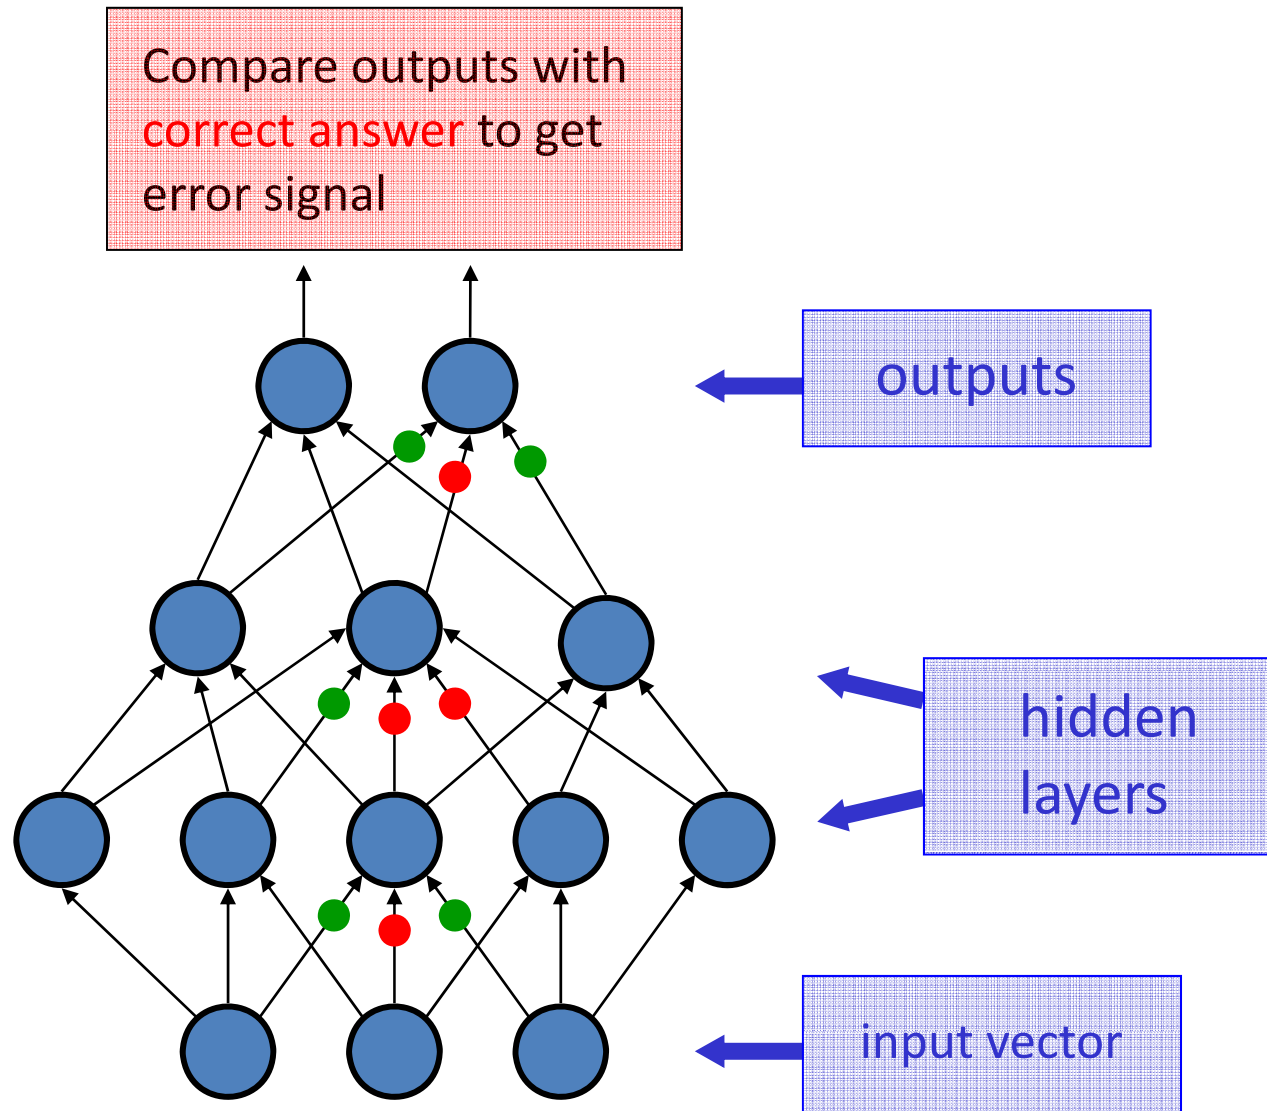 Compare outputs with
correct answer to get
error signal
outputs
hidden
layers
input vector